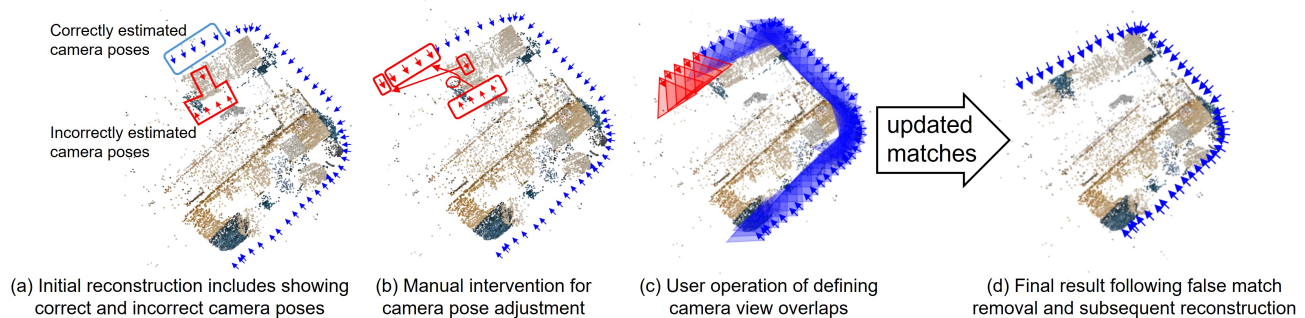 Correctly estimated
camera poses
Incorrectly estimated
camera poses
updated
matches
(a) Initial reconstruction includes showing
correct and incorrect camera poses
(b) Manual intervention for
camera pose adjustment
(c) User operation of defining
camera view overlaps
(d) Final result following false match
removal and subsequent reconstruction